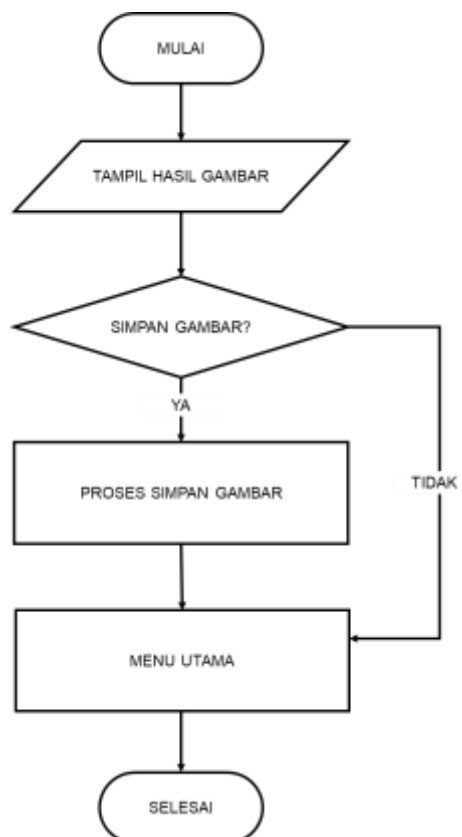 MULAI
TAMPIL HASIL GAMBAR
SIMPAN GAMBAR?
YA
PROSES SIMPAN GAMBAR
TIDAK
MENU UTAMA
SELESAI